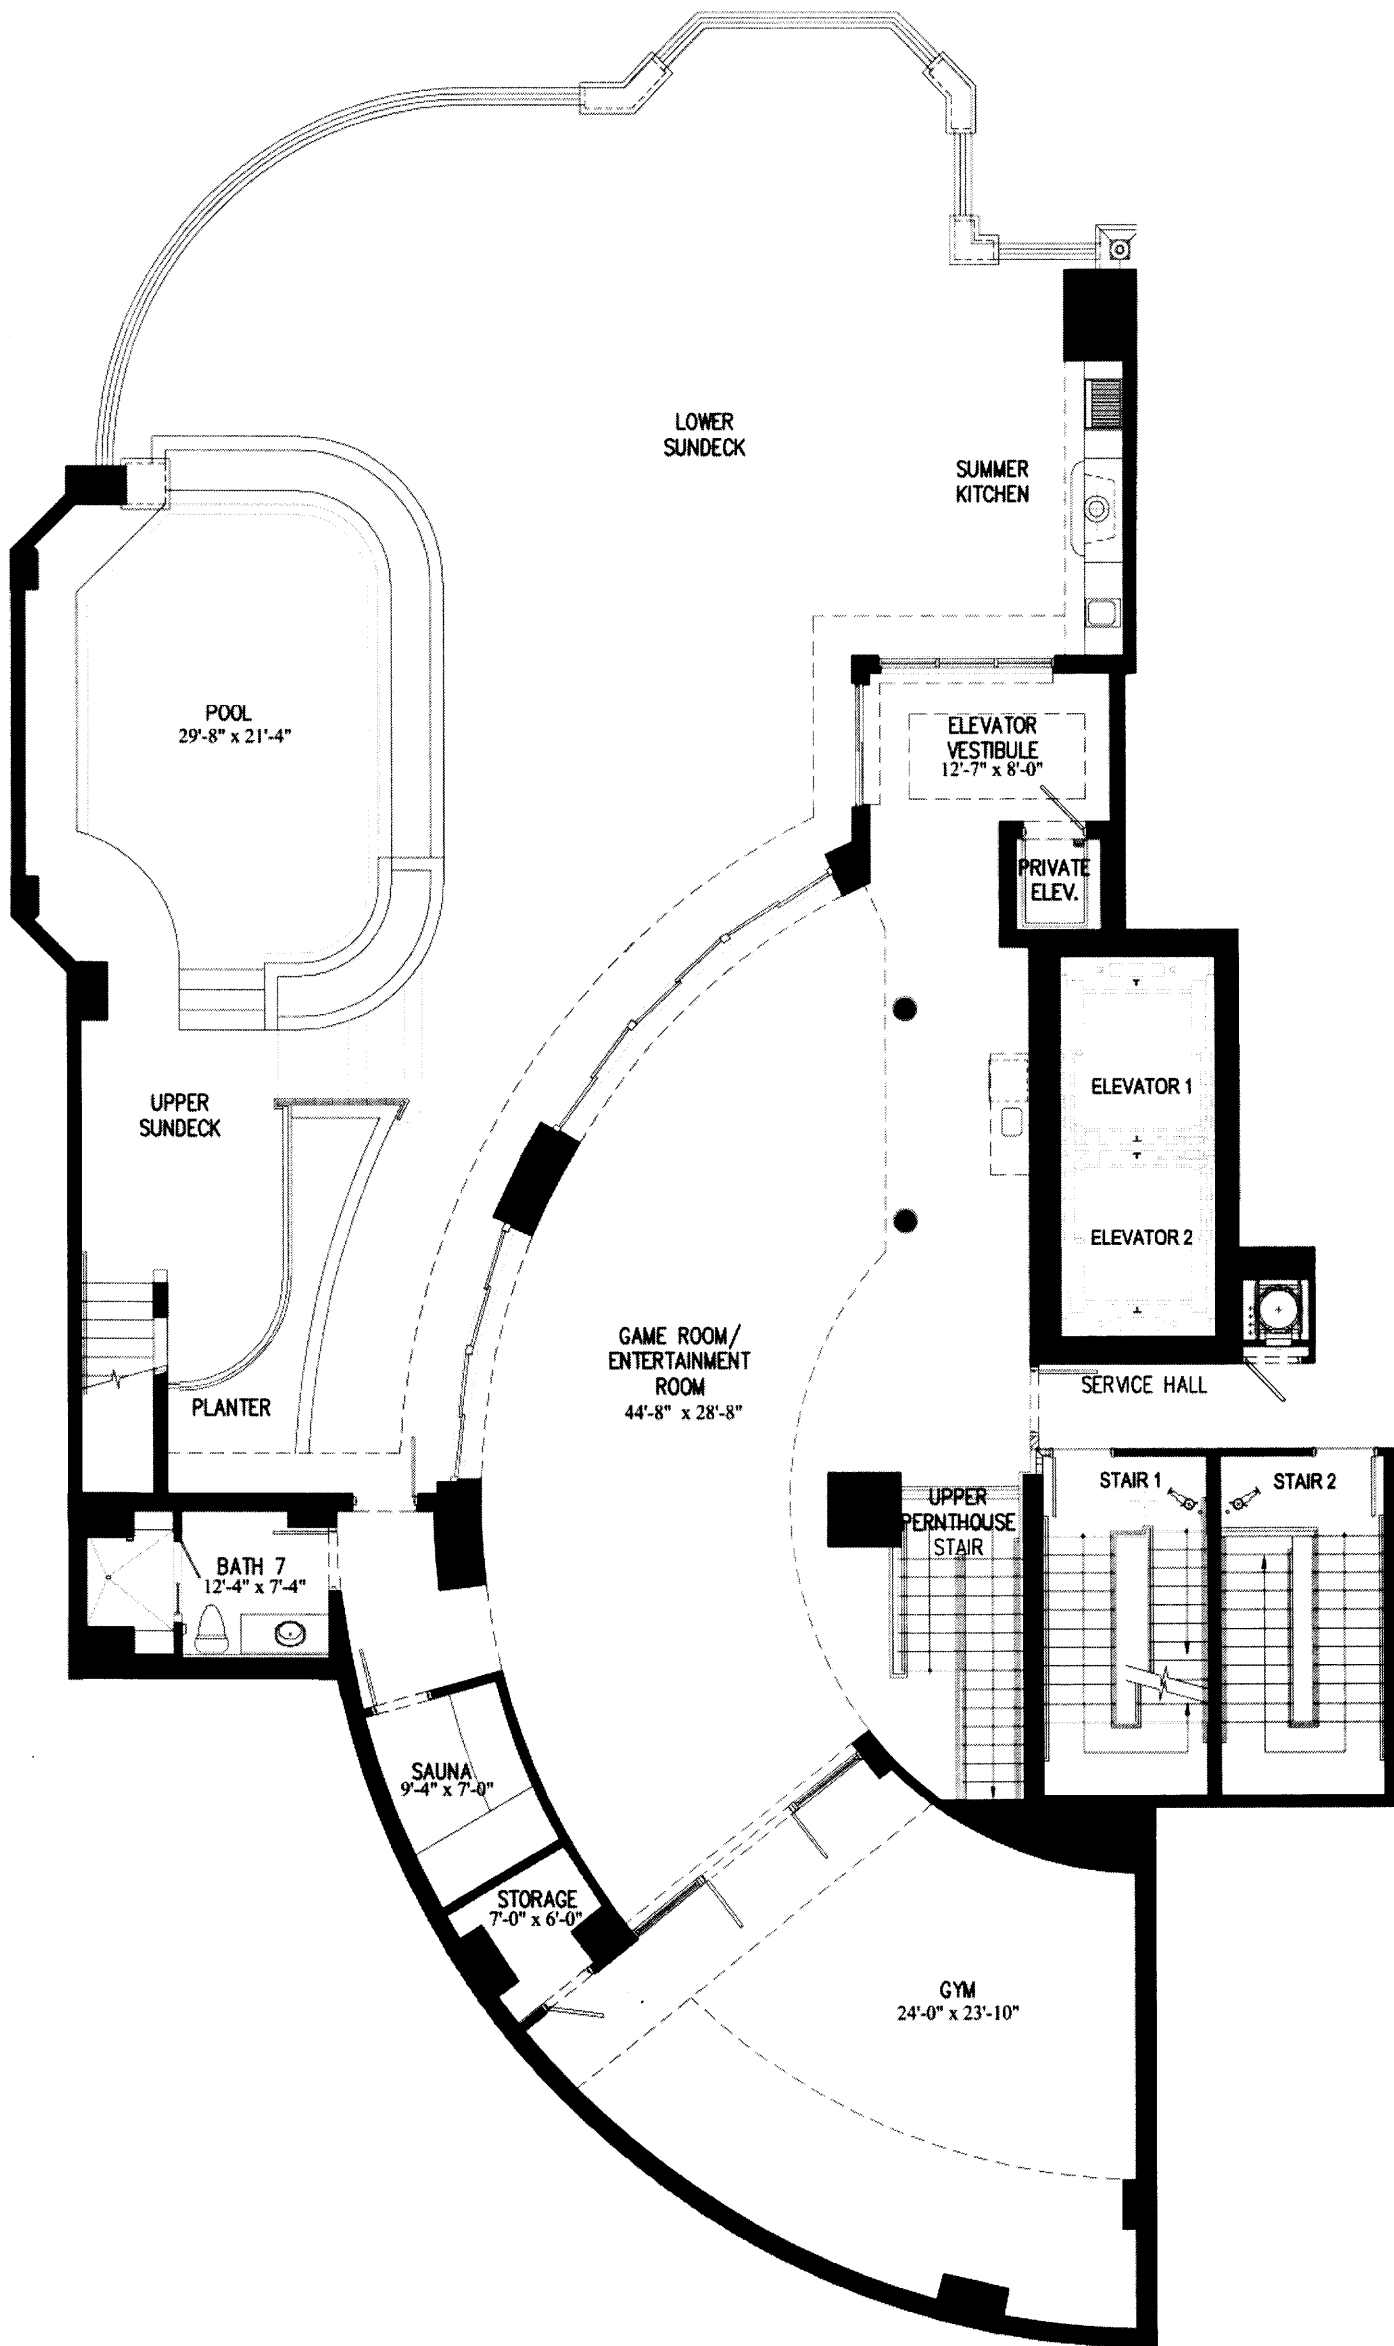 LOWER
SUNDECK
SUMMER
KITCHEN
POOL
29'-8" x 21'-4"
ELEVATOR
VESTIBULE
12'-7" x 8'-0"
PRIVATE
ELEV.
UPPER
SUNDECK
ELEVATOR 1
ELEVATOR 2
GAME ROOM/
ENTERTAINMENT
ROOM
44'-8" x 28'-8"
PLANTER
SERVICE HALL
UPPER
PERNTHOUSE
STAIR
STAIR 1
STAIR 2
BATH 7
12'-4" x 7'-4"
SAUNA
9'-4" x 7'-0"
STORAGE
7'-0" x 6'-0"
GYM
24'-0" x 23'-10"